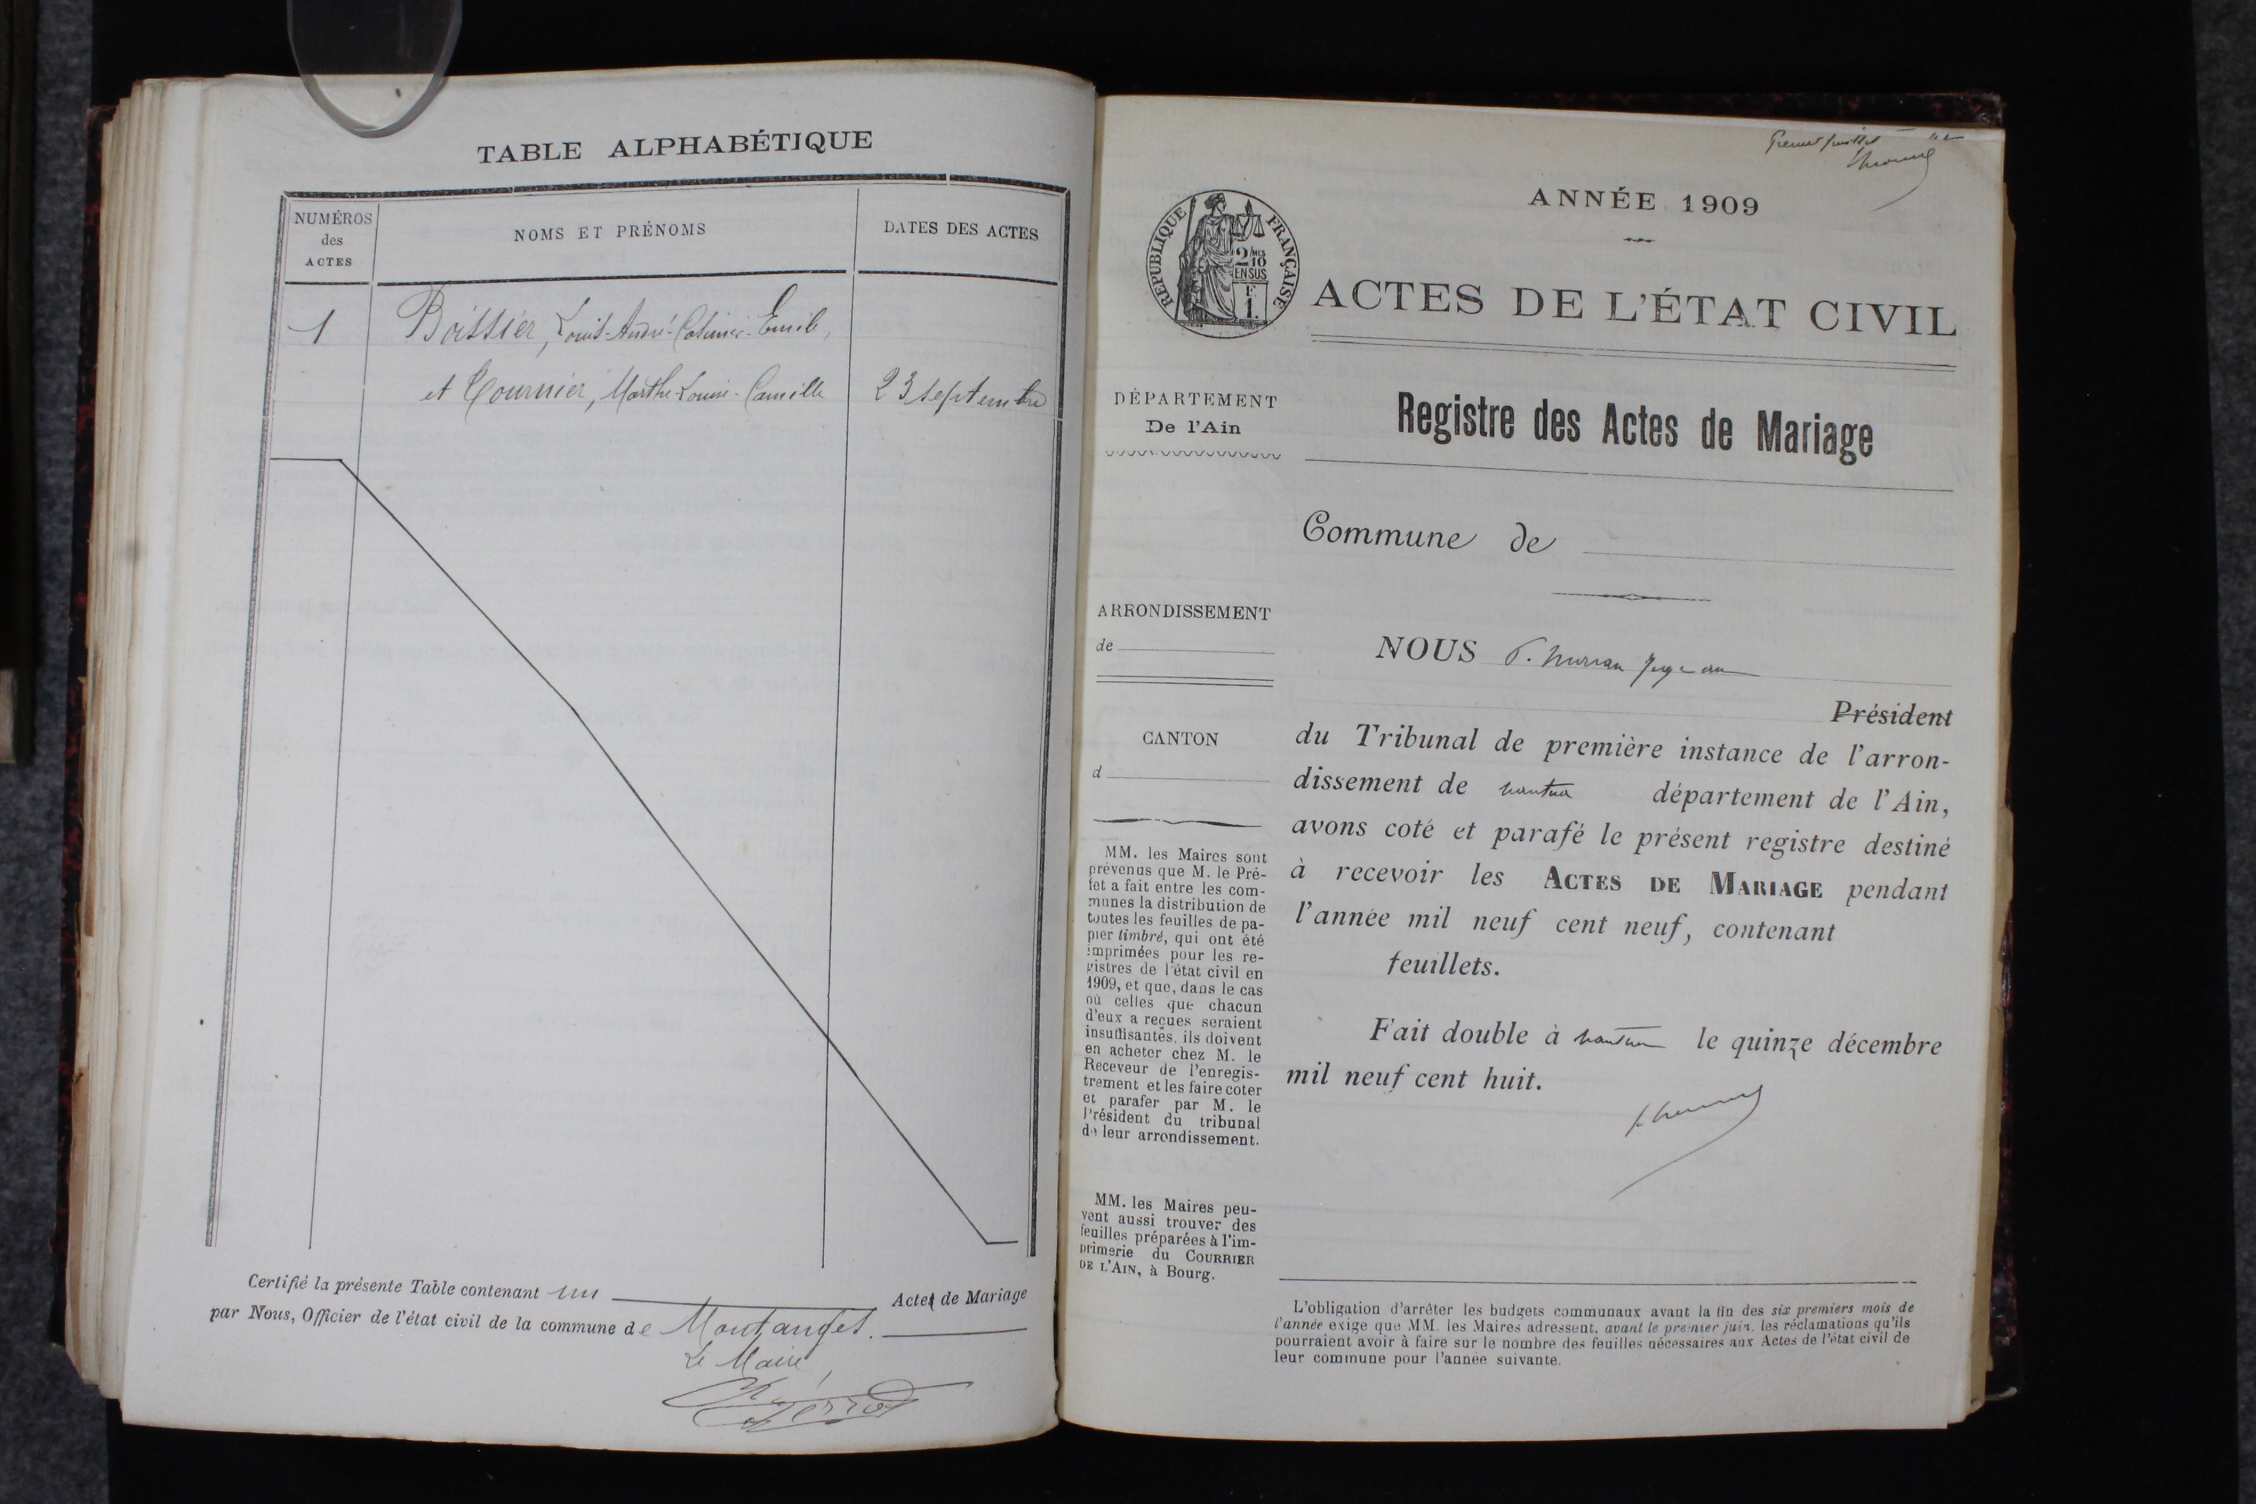 TABLE ALPHABÉTIQUE
NUMÉROS
des
ACTES
NOMS ET PRÉNOMS
DATES DES ACTES
1
Boissier, Louis-André-Casimir-Emile,
et Cournier, Marthe-Louise-Camille
23 septembre
Certifié la présente Table contenant un
Actes de Mariage
par Nous, Officier de l'état civil de la commune de Montanges.
Le Maire
Premier feuillet
ANNÉE 1909
RÉPUBLIQUE FRANÇAISE
2/10
EN SUS
F
1.
ACTES DE L'ÉTAT CIVIL
DÉPARTEMENT
De l'Ain
Registre des Actes de Mariage
Commune de
ARRONDISSEMENT
de
CANTON
d
MM. les Maires sont
prévenus que M. le Pré-
fet a fait entre les com-
munes la distribution de
toutes les feuilles de pa-
pier timbré, qui ont été
imprimées pour les re-
gistres de l'état civil en
1909, et que, dans le cas
où celles que chacun
d'eux a reçues seraient
insuffisantes, ils doivent
en acheter chez M. le
Receveur de l'enregis-
trement et les faire coter
et parafer par M. le
Président du tribunal
de leur arrondissement.
MM. les Maires peu-
vent aussi trouver des
feuilles préparées à l'im-
primerie du COURRIER
DE L'AIN, à Bourg.
NOUS
Président
du Tribunal de première instance de l'arron-
dissement de nantua département de l'Ain,
avons coté et parafé le présent registre destiné
à recevoir les ACTES DE MARIAGE pendant
l'année mil neuf cent neuf, contenant
feuillets.
Fait double à nantua le quinze décembre
mil neuf cent huit.
L'obligation d'arrêter les budgets communaux avant la fin des six premiers mois de
l'année exige que MM. les Maires adressent, avant le premier juin, les réclamations qu'ils
pourraient avoir à faire sur le nombre des feuilles nécessaires aux Actes de l'état civil de
leur commune pour l'année suivante.